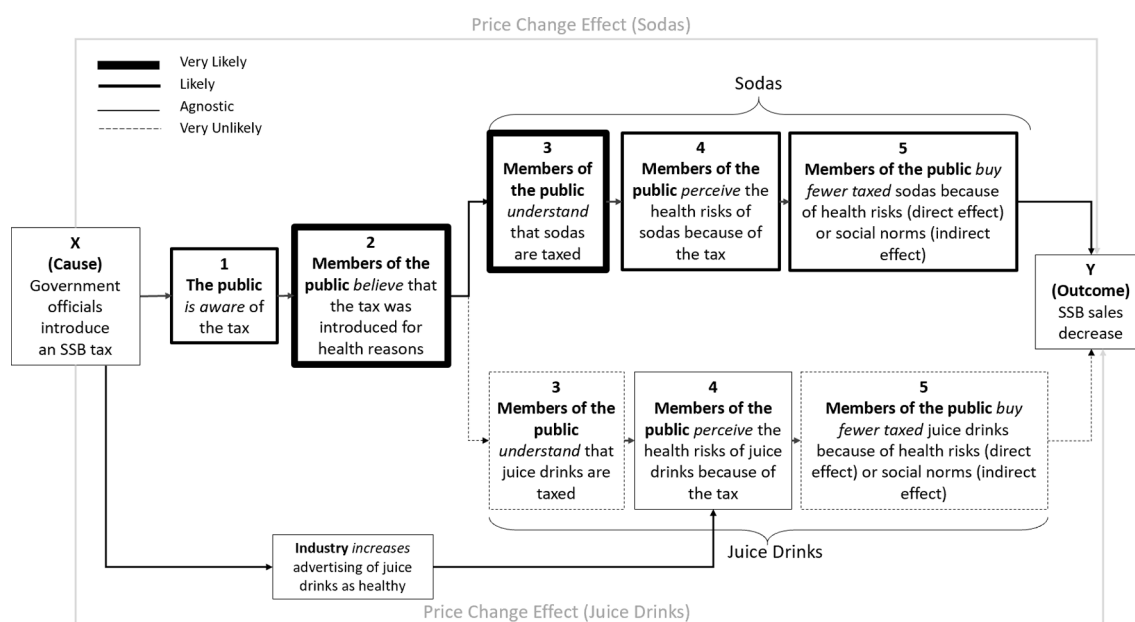 Price Change Effect (Sodas)
Very Likely
Likely
Agnostic
Very Unlikely
Sodas
3
Members of
the public
understand
that sodas
are taxed
4
Members of the
public perceive the
health risks of
sodas because of
the tax
5
Members of the public buy
fewer taxed sodas because
of health risks (direct effect)
or social norms (indirect
effect)
X
(Cause)
Government
officials
introduce
an SSB tax
1
The public
is aware of
the tax
2
Members of the
public believe that
the tax was
introduced for
health reasons
Y
(Outcome)
SSB sales
decrease
3
Members of the
public
understand that
juice drinks are
taxed
4
Members of the
public perceive the
health risks of juice
drinks because of
the tax
5
Members of the public buy
fewer taxed juice drinks
because of health risks (direct
effect) or social norms (indirect
effect)
Juice Drinks
Industry increases
advertising of juice
drinks as healthy
Price Change Effect (Juice Drinks)